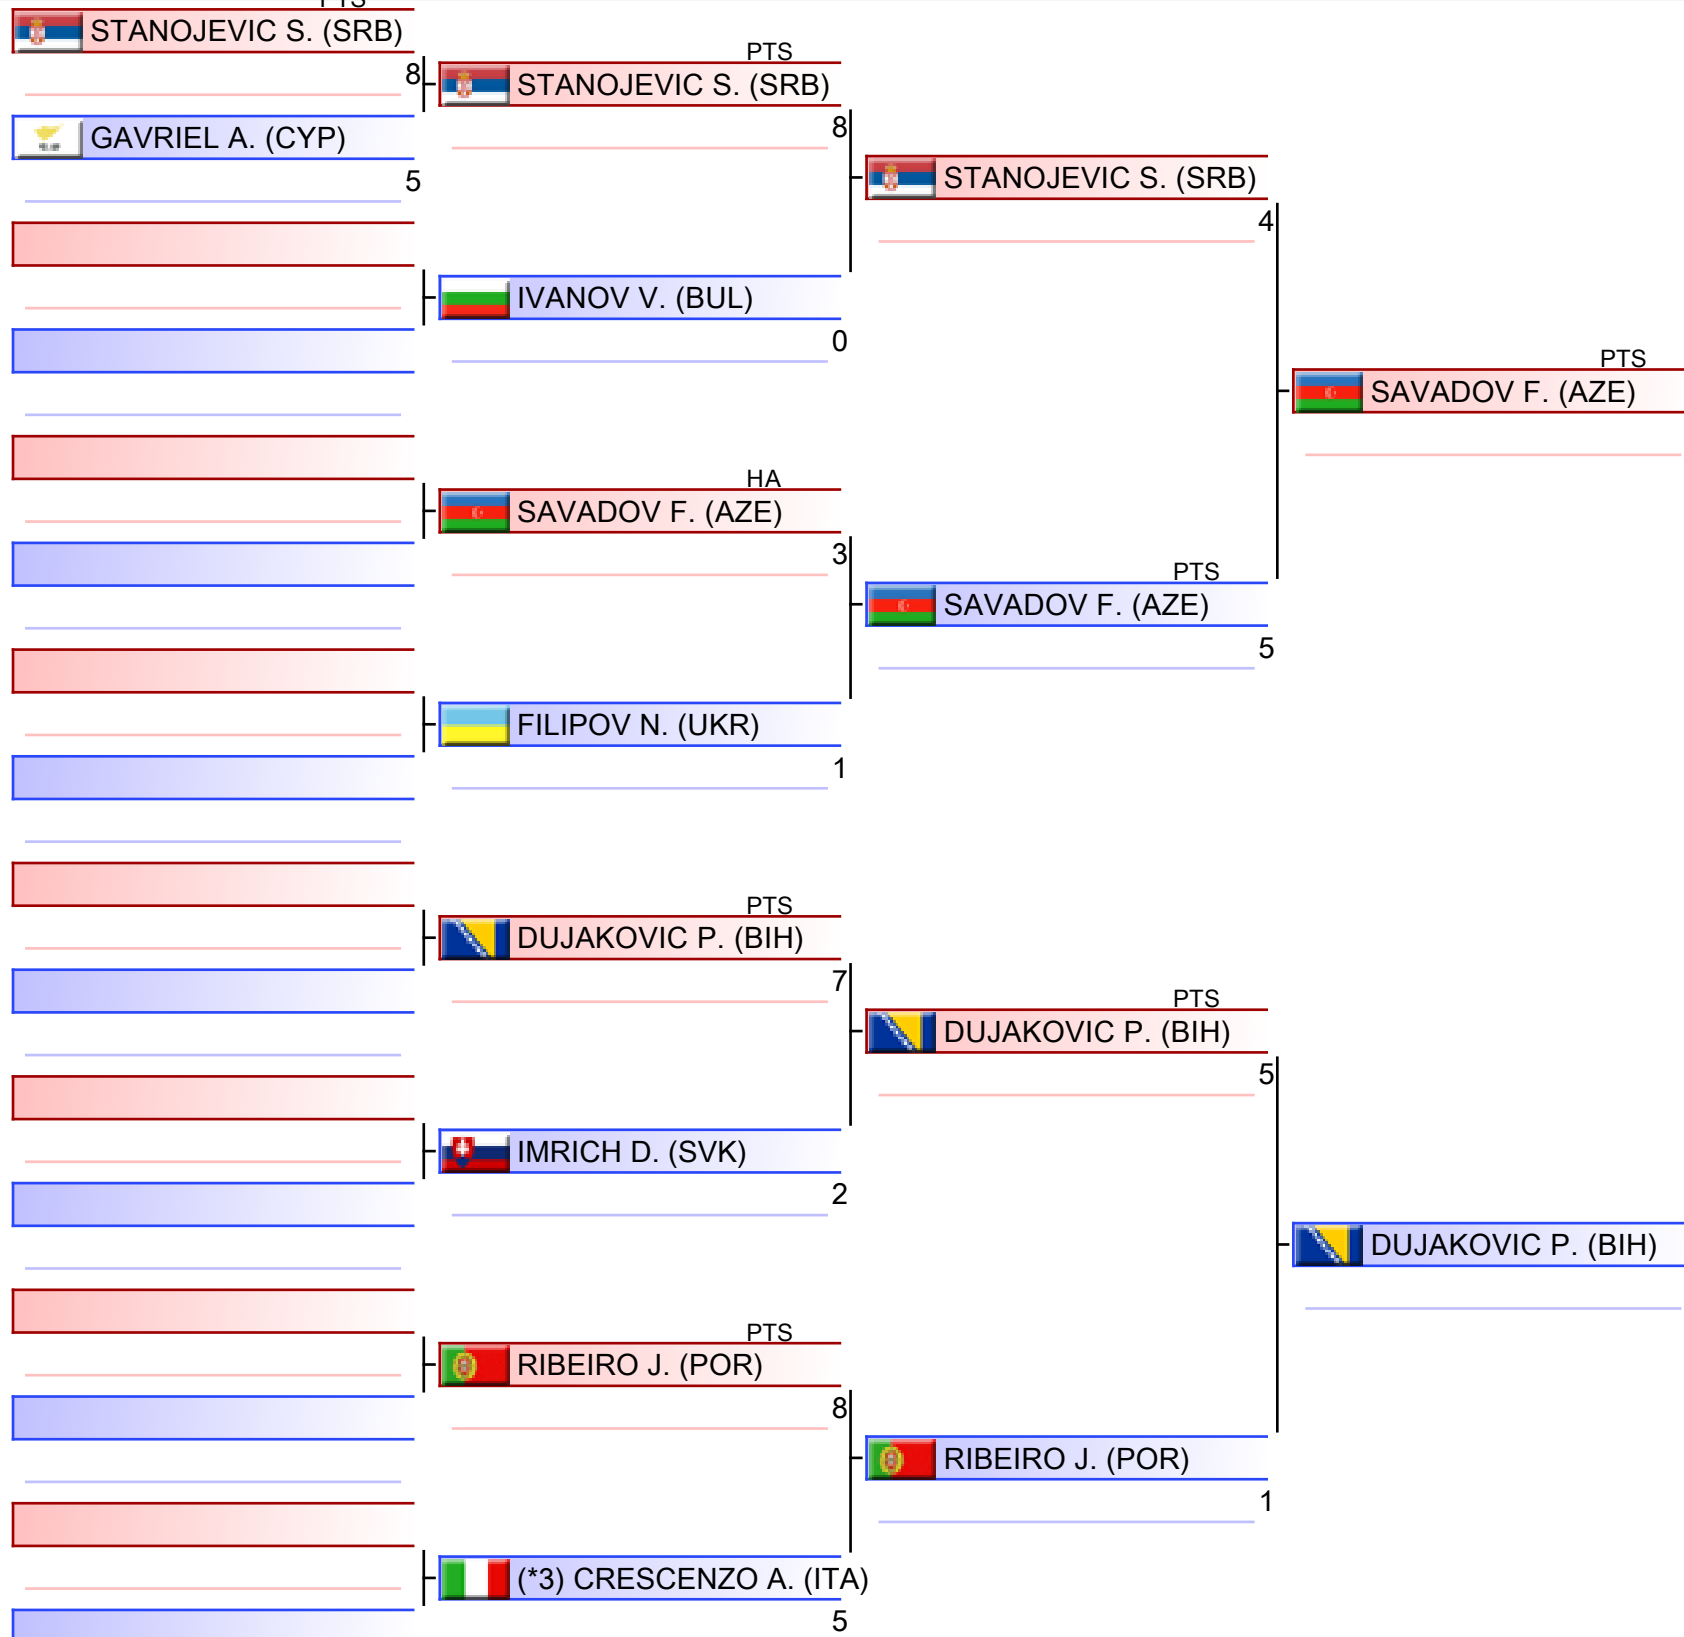 PTS
STANOJEVIC S. (SRB)
8
GAVRIEL A. (CYP)
5
PTS
STANOJEVIC S. (SRB)
8
IVANOV V. (BUL)
0
HA
SAVADOV F. (AZE)
3
FILIPOV N. (UKR)
1
PTS
DUJAKOVIC P. (BIH)
7
IMRICH D. (SVK)
2
PTS
RIBEIRO J. (POR)
8
(*3) CRESCENZO A. (ITA)
5
STANOJEVIC S. (SRB)
4
PTS
SAVADOV F. (AZE)
5
PTS
DUJAKOVIC P. (BIH)
5
RIBEIRO J. (POR)
1
PTS
SAVADOV F. (AZE)
DUJAKOVIC P. (BIH)